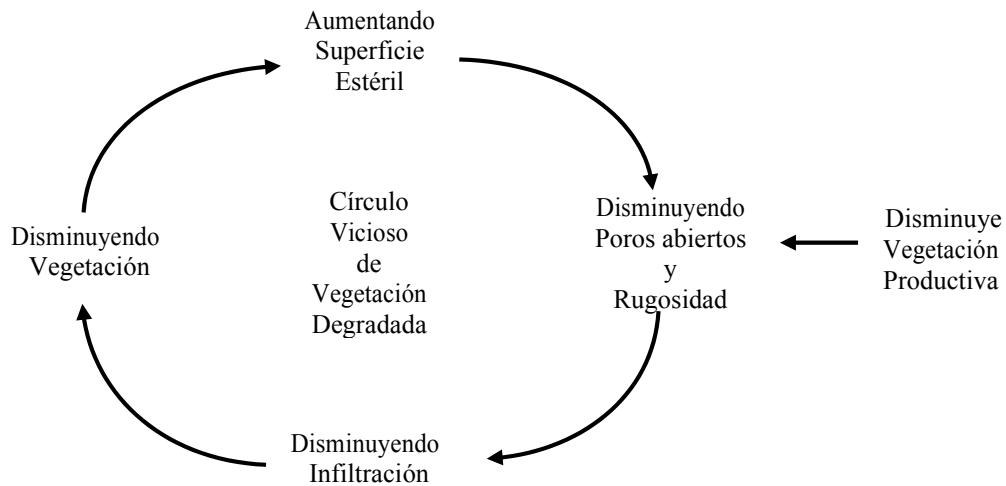 Aumentando
Superficie
Estéril
Círculo
Vicioso
de
Vegetación
Degradada
Disminuyendo
Poros abiertos
y
Rugosidad
Disminuye
Vegetación
Productiva
Disminuyendo
Vegetación
Disminuyendo
Infiltración